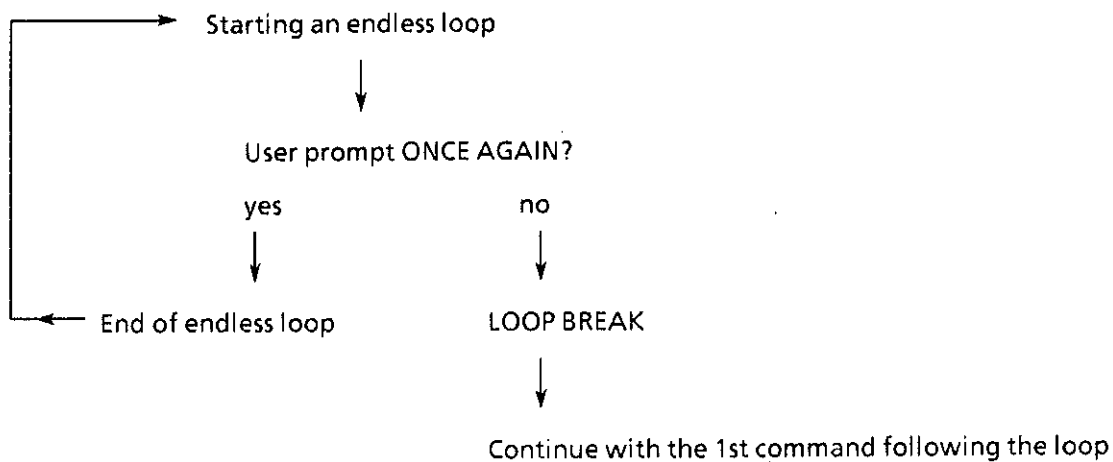 Starting an endless loop
User prompt ONCE AGAIN?
yes no
End of endless loop LOOP BREAK
Continue with the 1st command following the loop